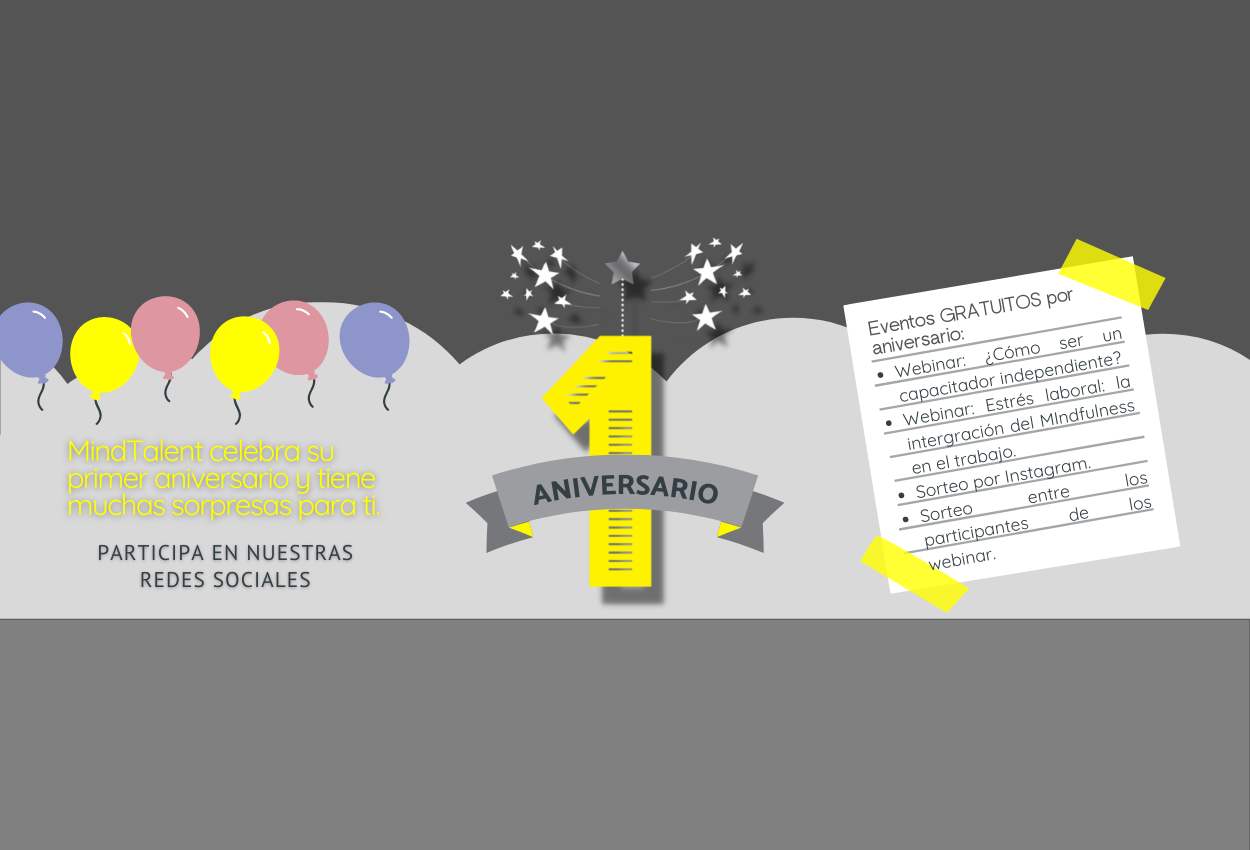 MindTalent celebra su
primer aniversario y tiene
muchas sorpresas para ti.
PARTICIPA EN NUESTRAS
REDES SOCIALES
1
ANIVERSARIO
Eventos GRATUITOS por
aniversario:
• Webinar: ¿Cómo ser un
capacitador independiente?
• Webinar: Estrés laboral: la
intergración del MIndfulness
en el trabajo.
• Sorteo por Instagram.
• Sorteo entre los
participantes de los
webinar.